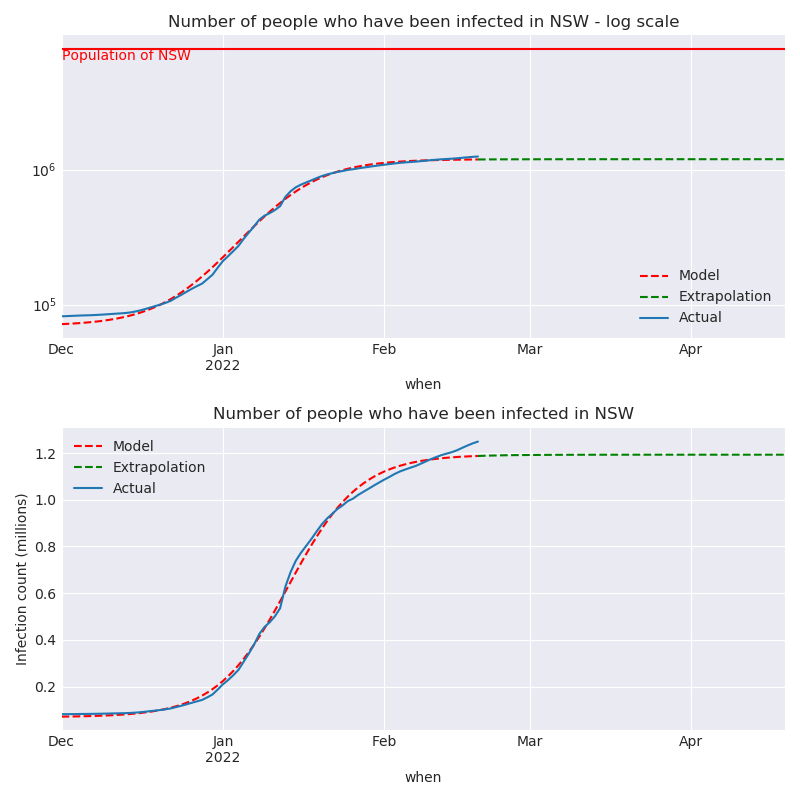 Number of people who have been infected in NSW - log scale
Population of NSW
10⁶
10⁵
Model
Extrapolation
Actual
Dec
Jan
2022
Feb
Mar
Apr
when
Number of people who have been infected in NSW
Infection count (millions)
1.2
1.0
0.8
0.6
0.4
0.2
Model
Extrapolation
Actual
Dec
Jan
2022
Feb
Mar
Apr
when